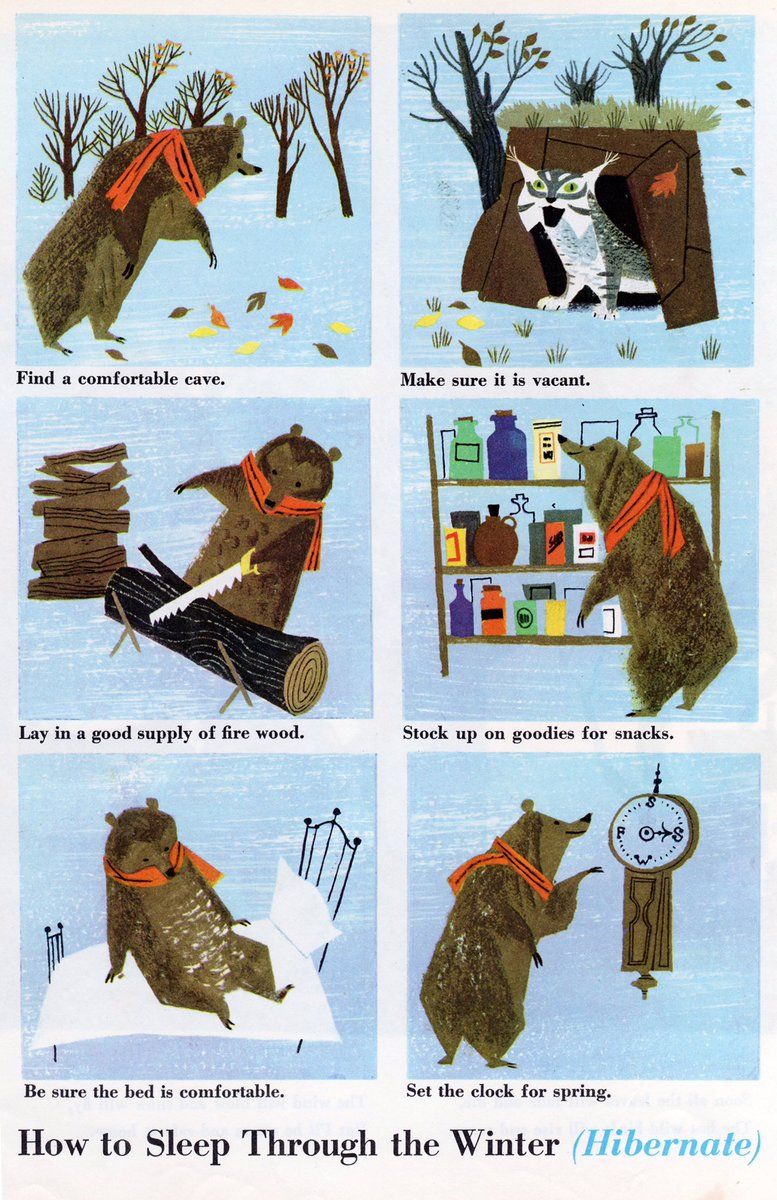 Find a comfortable cave.
Make sure it is vacant.
Lay in a good supply of fire wood.
Stock up on goodies for snacks.
S
F S
W
Be sure the bed is comfortable.
Set the clock for spring.
How to Sleep Through the Winter (Hibernate)